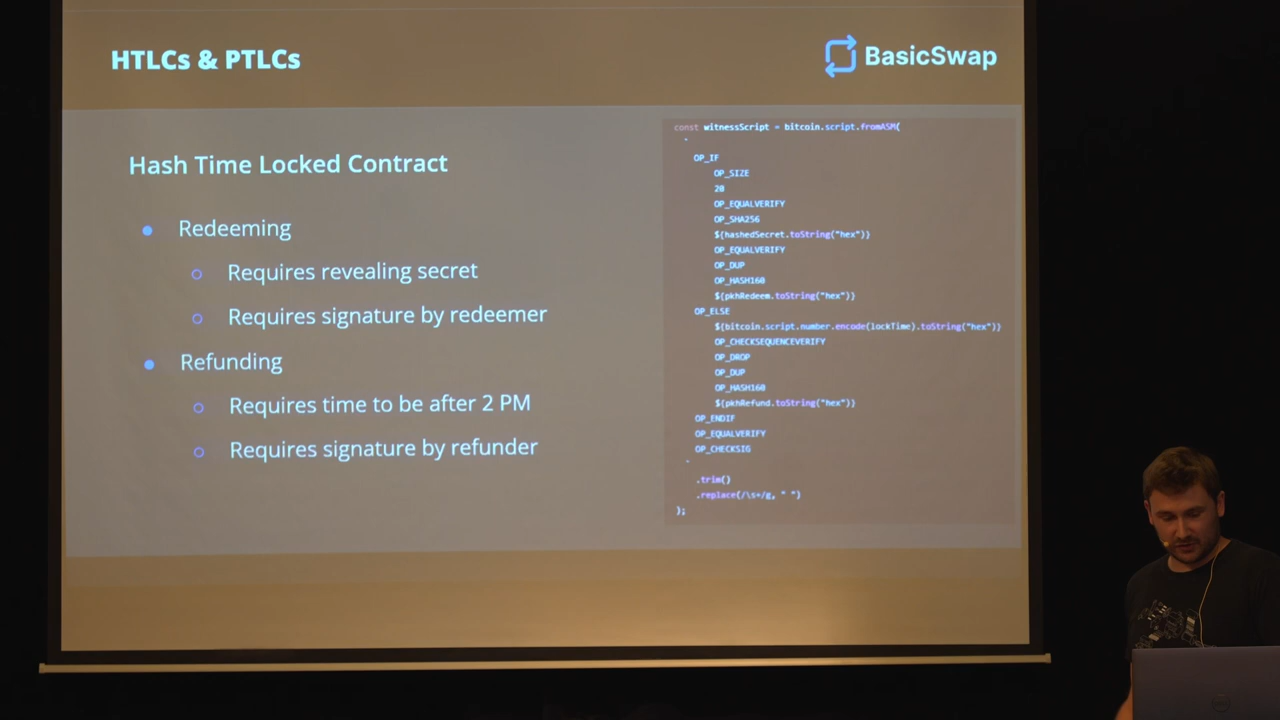 HTLCs & PTLCs
BasicSwap
Hash Time Locked Contract
Redeeming
Requires revealing secret
Requires signature by redeemer
Refunding
Requires time to be after 2 PM
Requires signature by refunder
const witnessScript = bitcoin.script.fromASM(
`
OP_IF
OP_SIZE
20
OP_EQUALVERIFY
OP_SHA256
${hashedSecret.toString("hex")}
OP_EQUALVERIFY
OP_DUP
OP_HASH160
${pkhRedeem.toString("hex")}
OP_ELSE
${bitcoin.script.number.encode(lockTime).toString("hex")}
OP_CHECKSEQUENCEVERIFY
OP_DROP
OP_DUP
OP_HASH160
${pkhRefund.toString("hex")}
OP_ENDIF
OP_EQUALVERIFY
OP_CHECKSIG
`
.trim()
.replace(/\s+/g, " ")
);